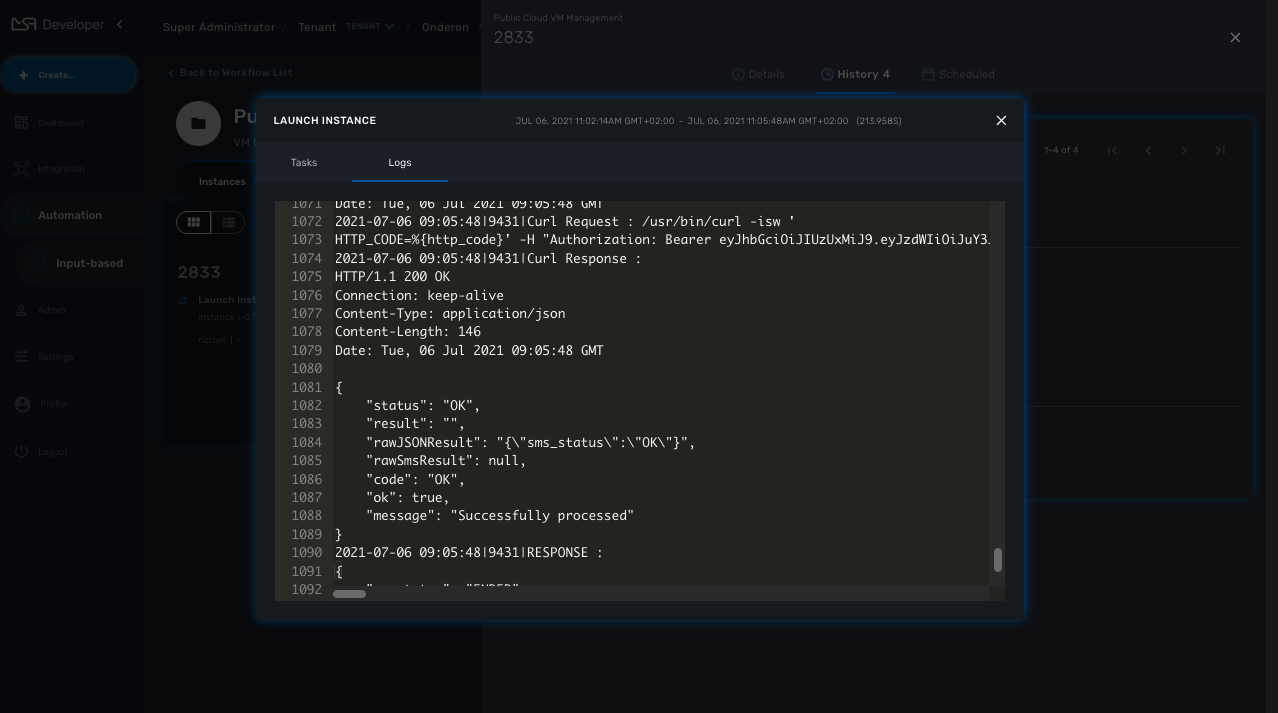 MSA Developer
Super Administrator / Tenant TENANT / Onderon
Public Cloud VM Management
2833
Create...
Back to Workflow List
Details
History 4
Scheduled
Dashboard
Integration
Automation
Input-based
Admin
Settings
Profile
Logout
Instances
2833
Launch Inst
ncroot | -
1-4 of 4
LAUNCH INSTANCE
JUL 06, 2021 11:02:14AM GMT+02:00 - JUL 06, 2021 11:05:48AM GMT+02:00 (213.958S)
Tasks
Logs
1071 Date: Tue, 06 Jul 2021 09:05:48 GMT
1072 2021-07-06 09:05:48|9431|Curl Request : /usr/bin/curl -isw '
1073 HTTP_CODE=%{http_code}' -H "Authorization: Bearer eyJhbGciOiJIUzUxMiJ9.eyJzdWIiOiJuY3J
1074 2021-07-06 09:05:48|9431|Curl Response :
1075 HTTP/1.1 200 OK
1076 Connection: keep-alive
1077 Content-Type: application/json
1078 Content-Length: 146
1079 Date: Tue, 06 Jul 2021 09:05:48 GMT
1080
1081 {
1082 "status": "OK",
1083 "result": "",
1084 "rawJSONResult": "{\"sms_status\":\"OK\"}",
1085 "rawSmsResult": null,
1086 "code": "OK",
1087 "ok": true,
1088 "message": "Successfully processed"
1089 }
1090 2021-07-06 09:05:48|9431|RESPONSE :
1091 {
1092